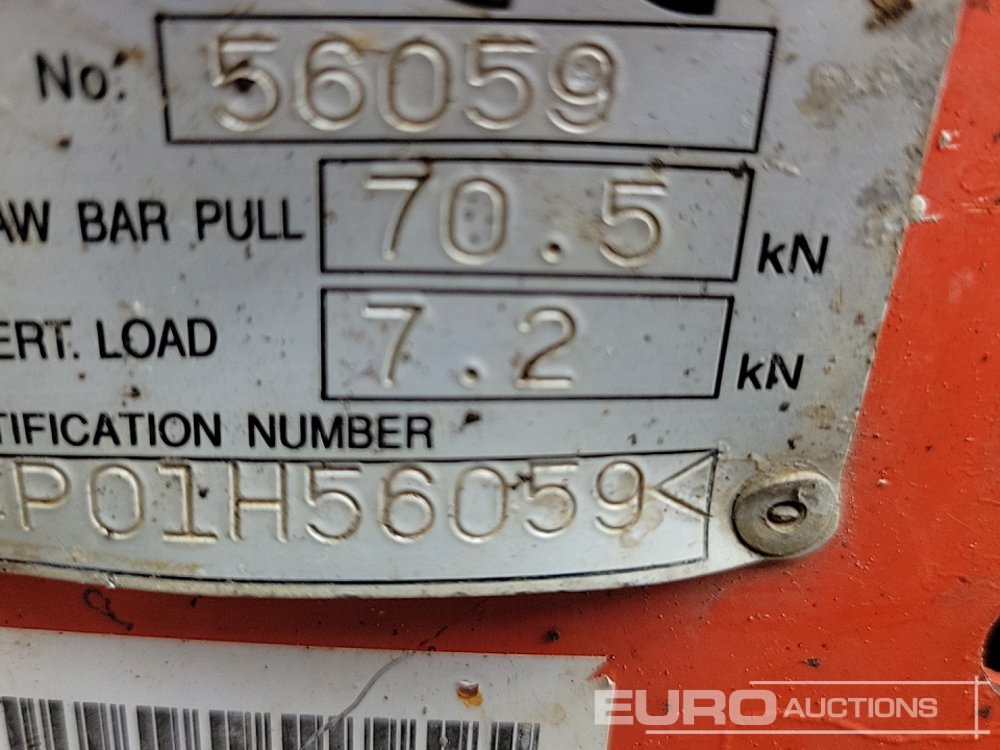 No: 56059
AW BAR PULL 70.5 kN
ERT. LOAD 7.2 kN
TIFICATION NUMBER
P01H56059<
EURO AUCTIONS